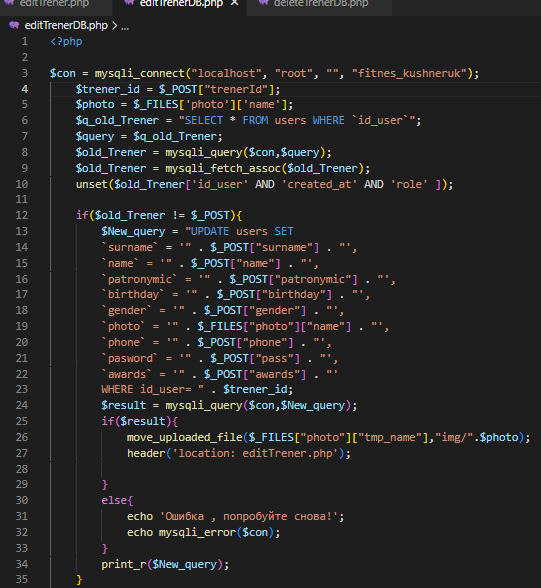 editTrener.php editTrenerDB.php × deleteTrenerDB.php
editTrenerDB.php > ...
1 <?php
2
3 $con = mysqli_connect("localhost", "root", "", "fitnes_kushneruk");
4 $trener_id = $_POST["trenerId"];
5 $photo = $_FILES['photo']['name'];
6 $q_old_Trener = "SELECT * FROM users WHERE `id_user`";
7 $query = $q_old_Trener;
8 $old_Trener = mysqli_query($con,$query);
9 $old_Trener = mysqli_fetch_assoc($old_Trener);
10 unset($old_Trener['id_user' AND 'created_at' AND 'role' ]);
11
12 if($old_Trener != $_POST){
13 $New_query = "UPDATE users SET
14 `surname` = '" . $_POST["surname"] . "',
15 `name` = '" . $_POST["name"] . "',
16 `patronymic` = '" . $_POST["patronymic"] . "',
17 `birthday` = '" . $_POST["birthday"] . "',
18 `gender` = '" . $_POST["gender"] . "',
19 `photo` = '" . $_FILES["photo"]["name"] . "',
20 `phone` = '" . $_POST["phone"] . "',
21 `pasword` = '" . $_POST["pass"] . "',
22 `awards` = '" . $_POST["awards"] . "'
23 WHERE id_user= " . $trener_id;
24 $result = mysqli_query($con,$New_query);
25 if($result){
26 move_uploaded_file($_FILES["photo"]["tmp_name"],"img/".$photo);
27 header('location: editTrener.php');
28
29 }
30 else{
31 echo 'Ошибка , попробуйте снова!';
32 echo mysqli_error($con);
33 }
34 print_r($New_query);
35 }